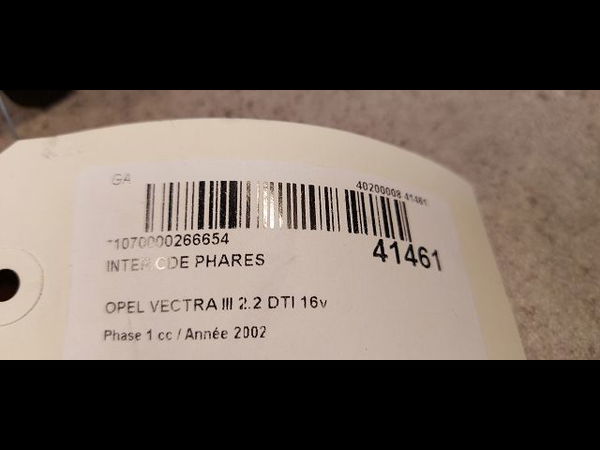 GA
40200008 41461
*1070000266654
41461
INTER CDE PHARES
OPEL VECTRA III 2.2 DTI 16v
Phase 1 cc / Année 2002